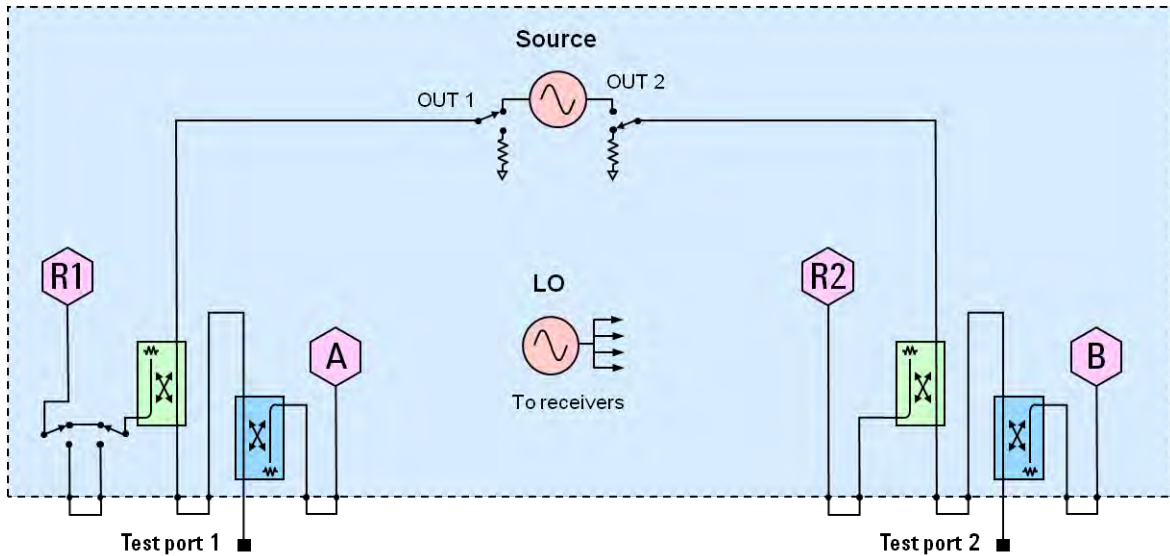 Source
OUT 1
OUT 2
R1
R2
LO
A
B
To receivers
Test port 1
Test port 2